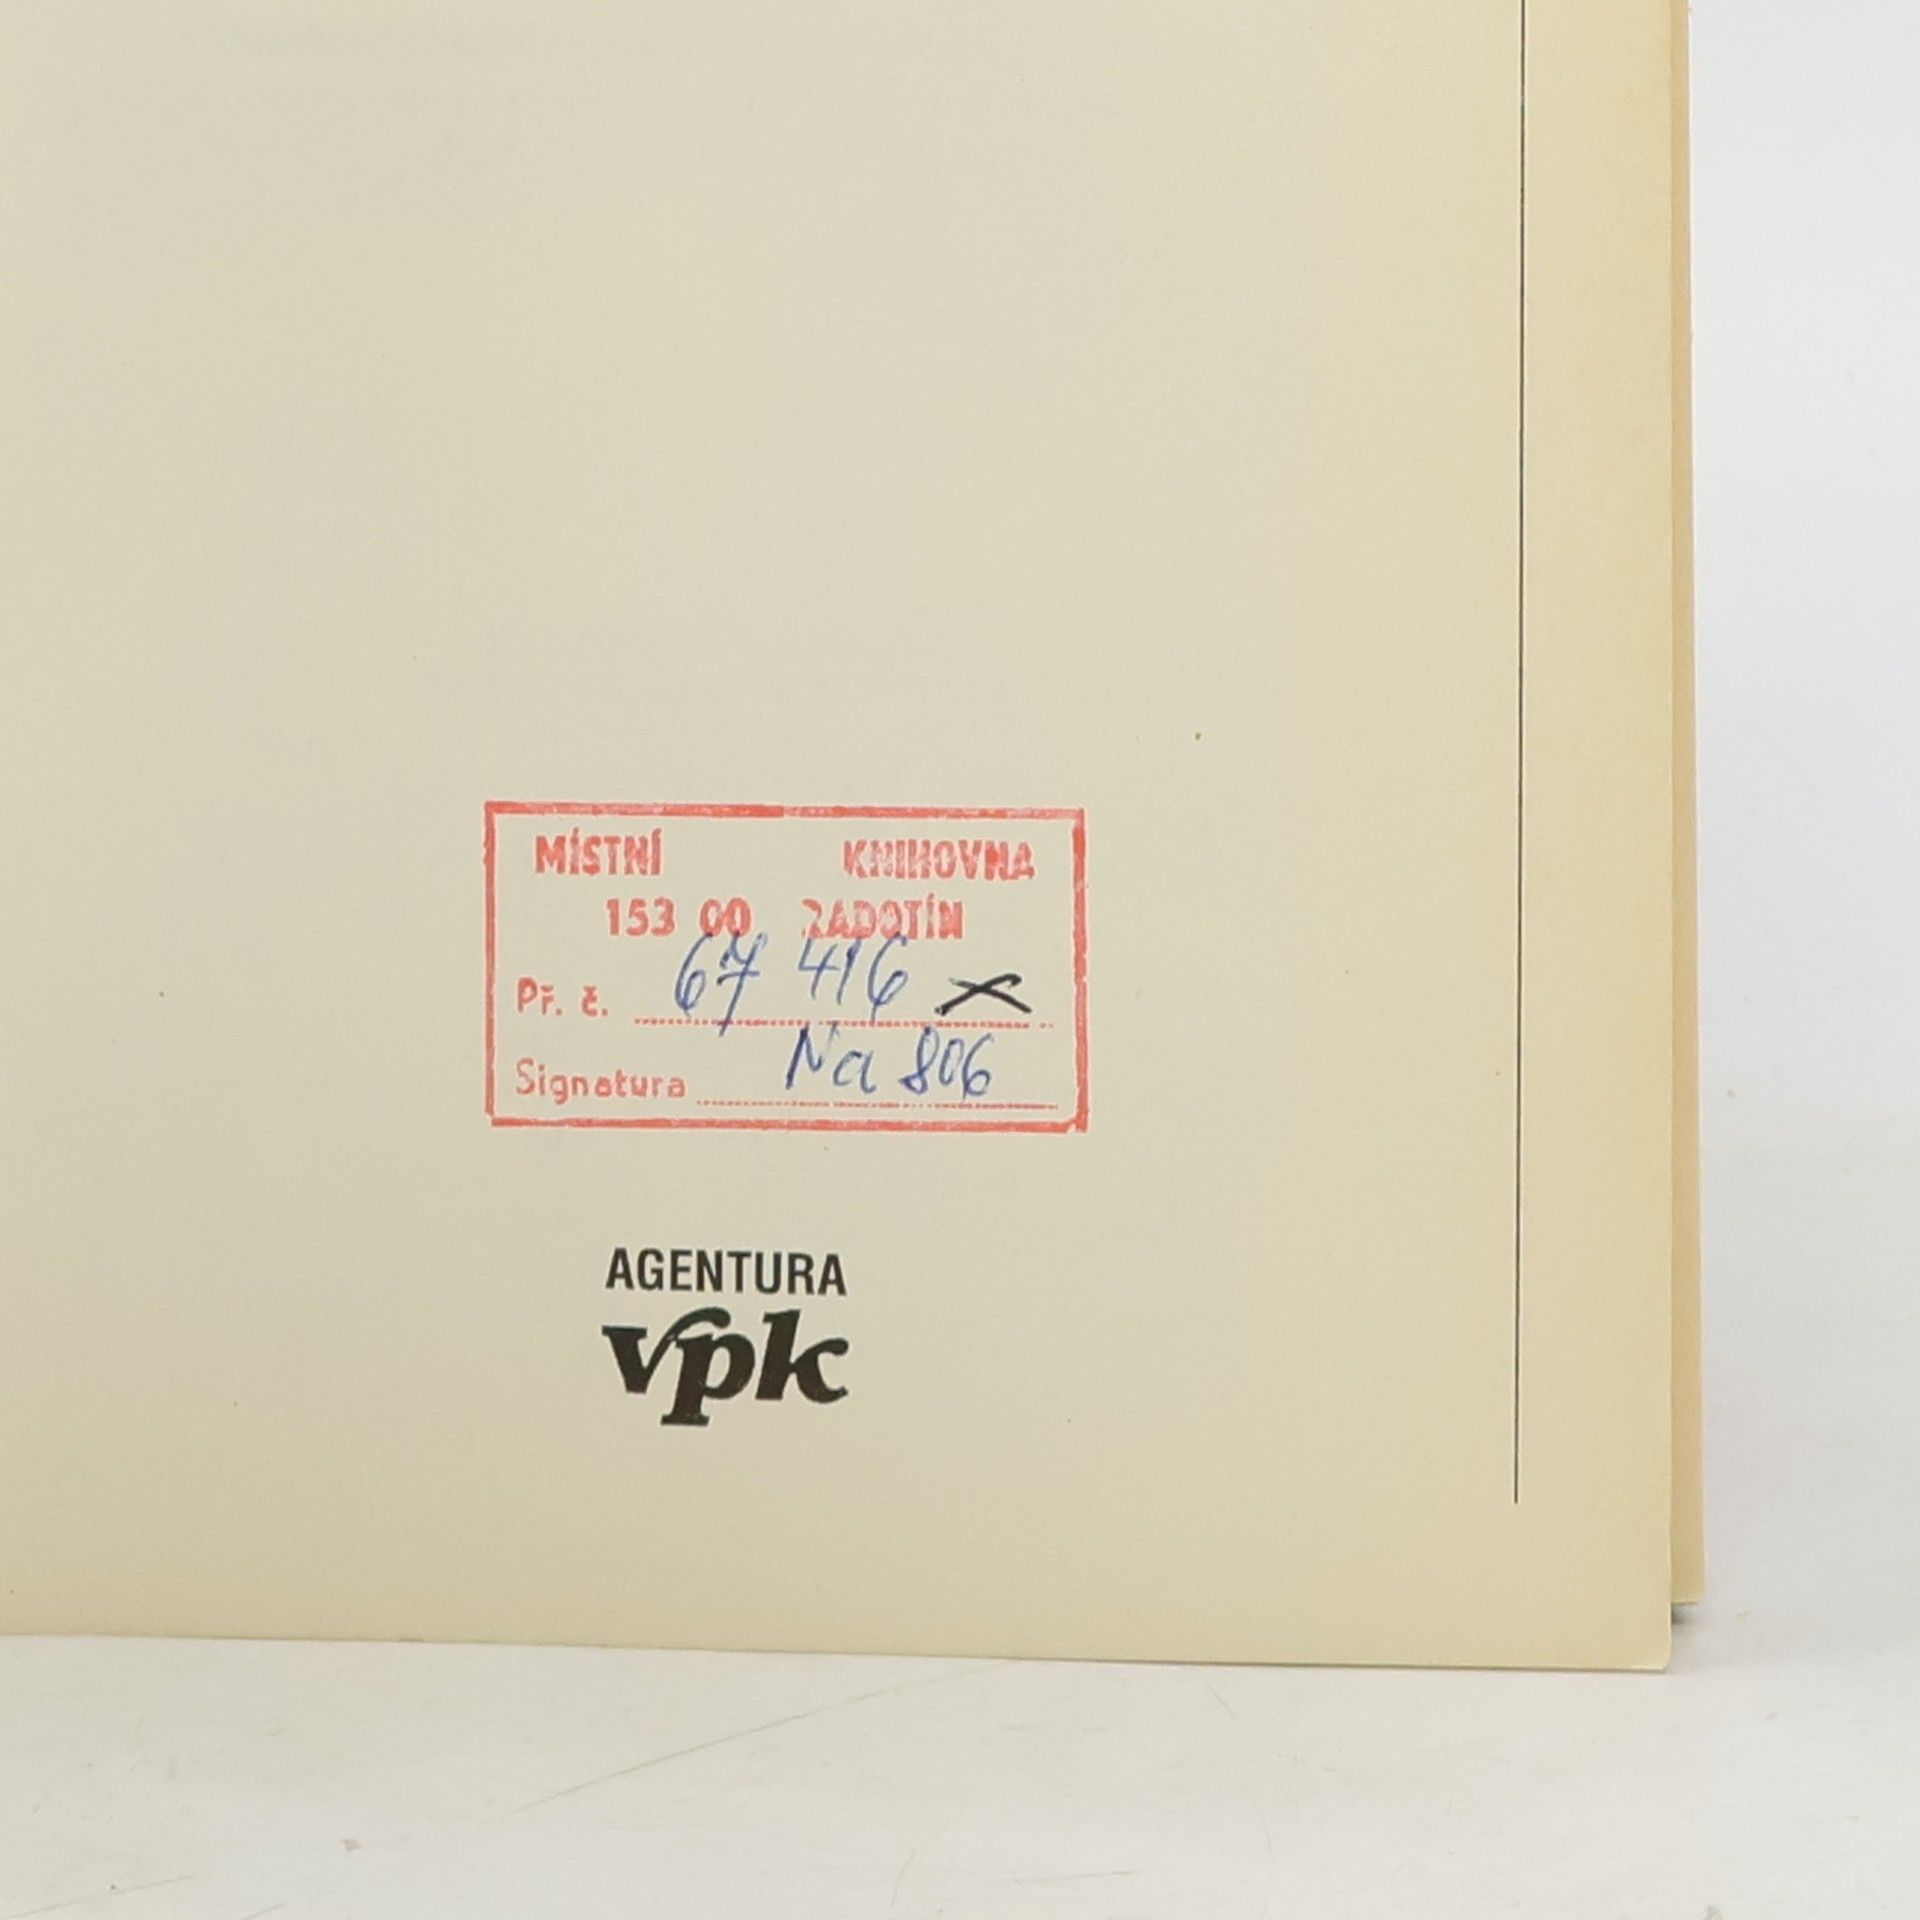 MÍSTNÍ KNIHOVNA
153 00 RADOTÍN
Př. č. 67 416 x
Signatura Na 806
AGENTURA
vpk